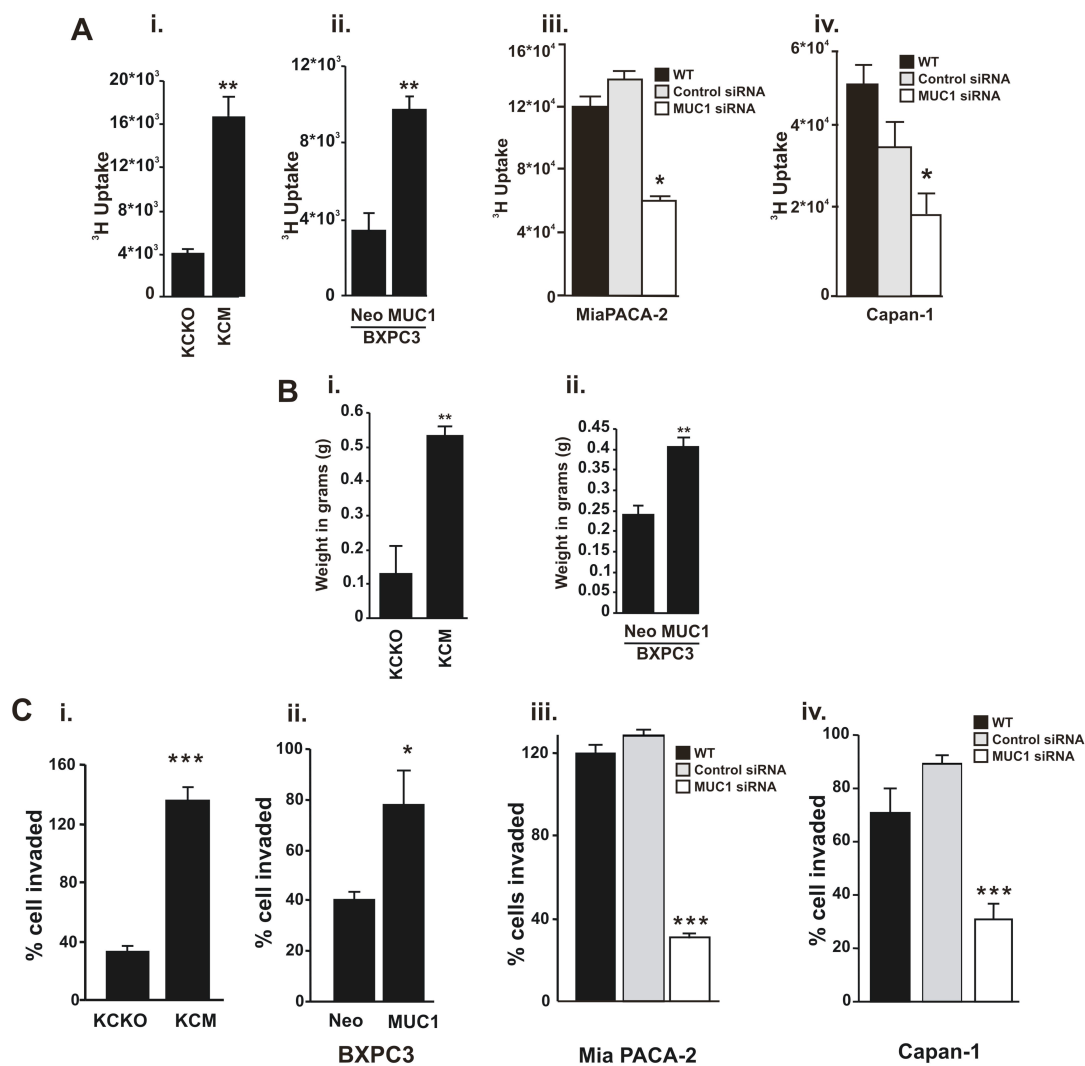 A
i.
20*10³
16*10³
12*10³
8*10³
4*10³
0
³H Uptake
**
KCKO
KCM
ii.
12*10³
8*10³
4*10³
0
³H Uptake
**
Neo MUC1
BXPC3
iii.
16*10⁴
12*10⁴
8*10⁴
4*10⁴
0
³H Uptake
WT
Control siRNA
MUC1 siRNA
*
MiaPACA-2
iv.
6*10⁴
4*10⁴
2*10⁴
0
³H Uptake
WT
Control siRNA
MUC1 siRNA
*
Capan-1
B
i.
0.6
0.5
0.4
0.3
0.2
0.1
0
Weight in grams (g)
**
KCKO
KCM
ii.
0.45
0.4
0.35
0.3
0.25
0.2
0.15
0.1
0.05
0
Weight in grams (g)
**
Neo MUC1
BXPC3
C
i.
160
120
80
40
0
% cell invaded
***
KCKO
KCM
ii.
100
80
60
40
20
0
% cell invaded
*
Neo
MUC1
BXPC3
iii.
120
80
40
0
% cells invaded
WT
Control siRNA
MUC1 siRNA
***
Mia PACA-2
iv.
100
80
60
40
20
0
% cell invaded
WT
Control siRNA
MUC1 siRNA
***
Capan-1